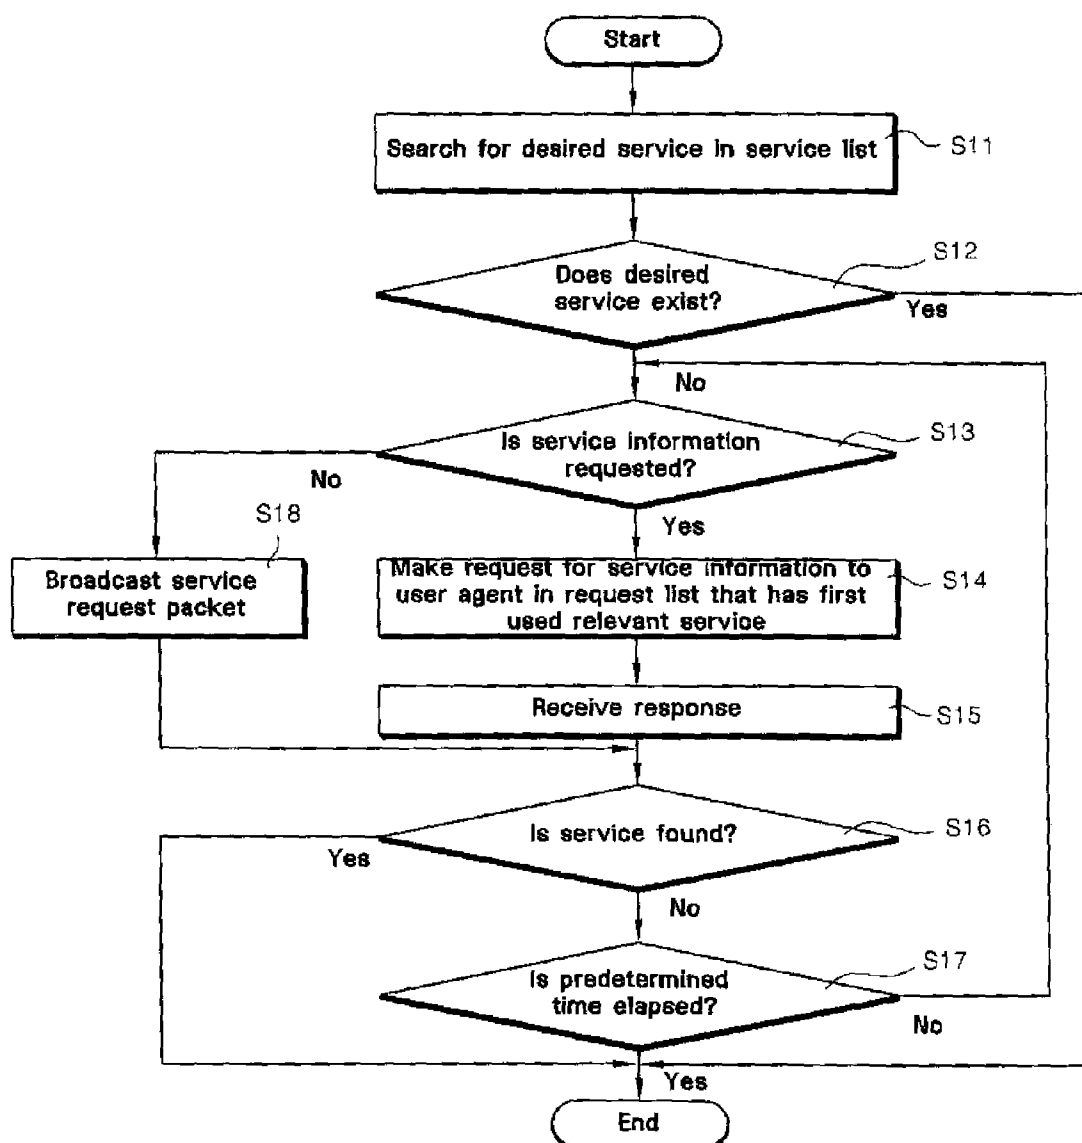 Start
Search for desired service in service list
S11
Does desired
service exist?
S12
Yes
No
Is service information
requested?
S13
No
Yes
S18
Broadcast service
request packet
Make request for service information to
user agent in request list that has first
used relevant service
S14
Receive response
S15
Is service found?
S16
Yes
No
Is predetermined
time elapsed?
S17
No
Yes
End